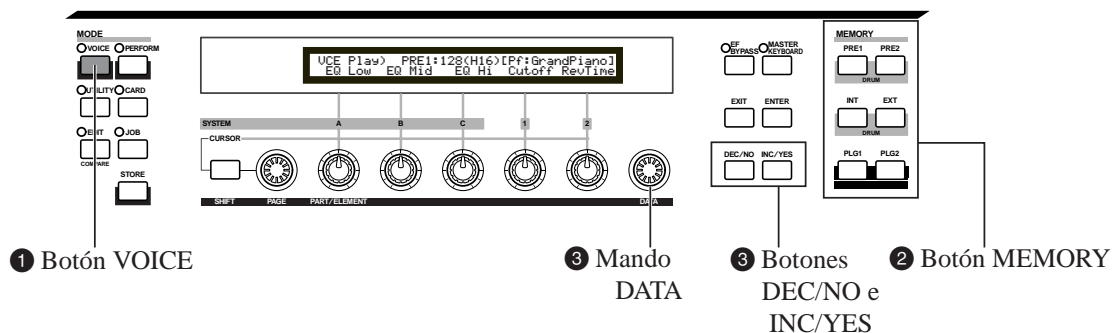 MODE
VOICE PERFORM
UTILITY CARD
EDIT JOB
COMPARE
STORE
VCE Play) PRE1:128(H16)[Pf:GrandPiano]
EQ Low EQ Mid EQ Hi Cutoff RevTime
SYSTEM A B C 1 2
CURSOR
SHIFT PAGE PART/ELEMENT DATA
EF BYPASS
MASTER KEYBOARD
EXIT ENTER
DEC/NO INC/YES
MEMORY
PRE1 PRE2
DRUM
INT EXT
DRUM
PLG1 PLG2
❶ Botón VOICE
❸ Mando
DATA
❸ Botones
DEC/NO e
INC/YES
❷ Botón MEMORY